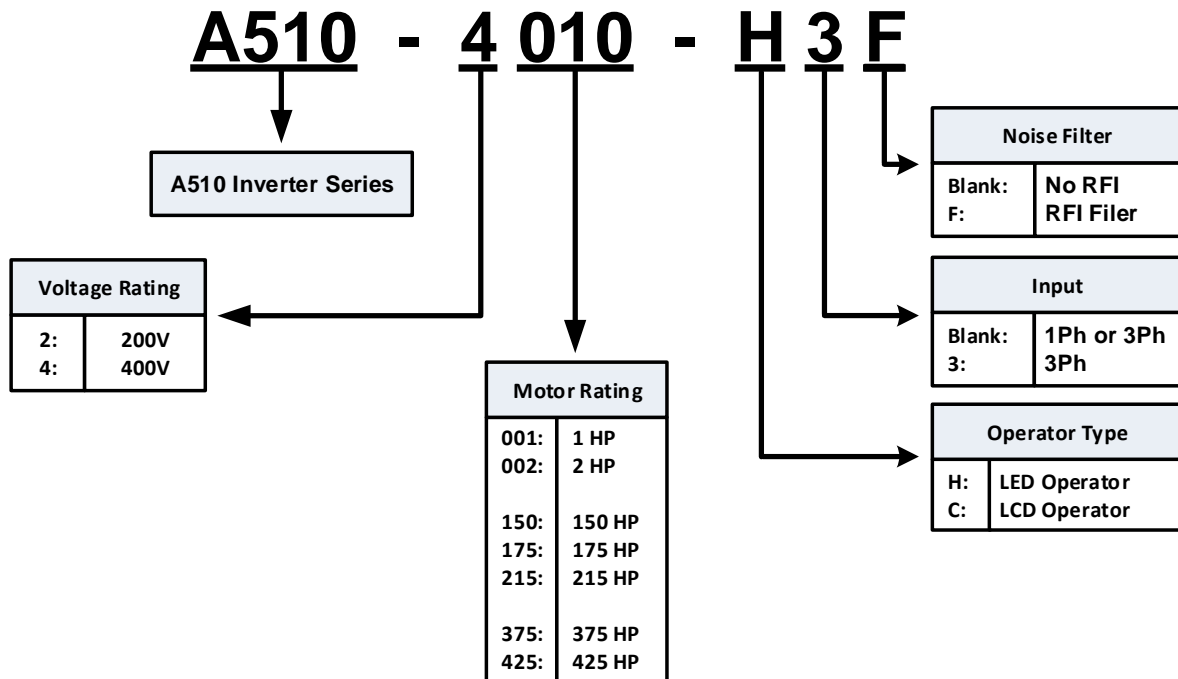 A510 - 4 010 - H 3 F
A510 Inverter Series
Noise Filter
Blank: No RFI
F: RFI Filer
Voltage Rating
2: 200V
4: 400V
Input
Blank: 1Ph or 3Ph
3: 3Ph
Motor Rating
001: 1 HP
002: 2 HP
150: 150 HP
175: 175 HP
215: 215 HP
375: 375 HP
425: 425 HP
Operator Type
H: LED Operator
C: LCD Operator